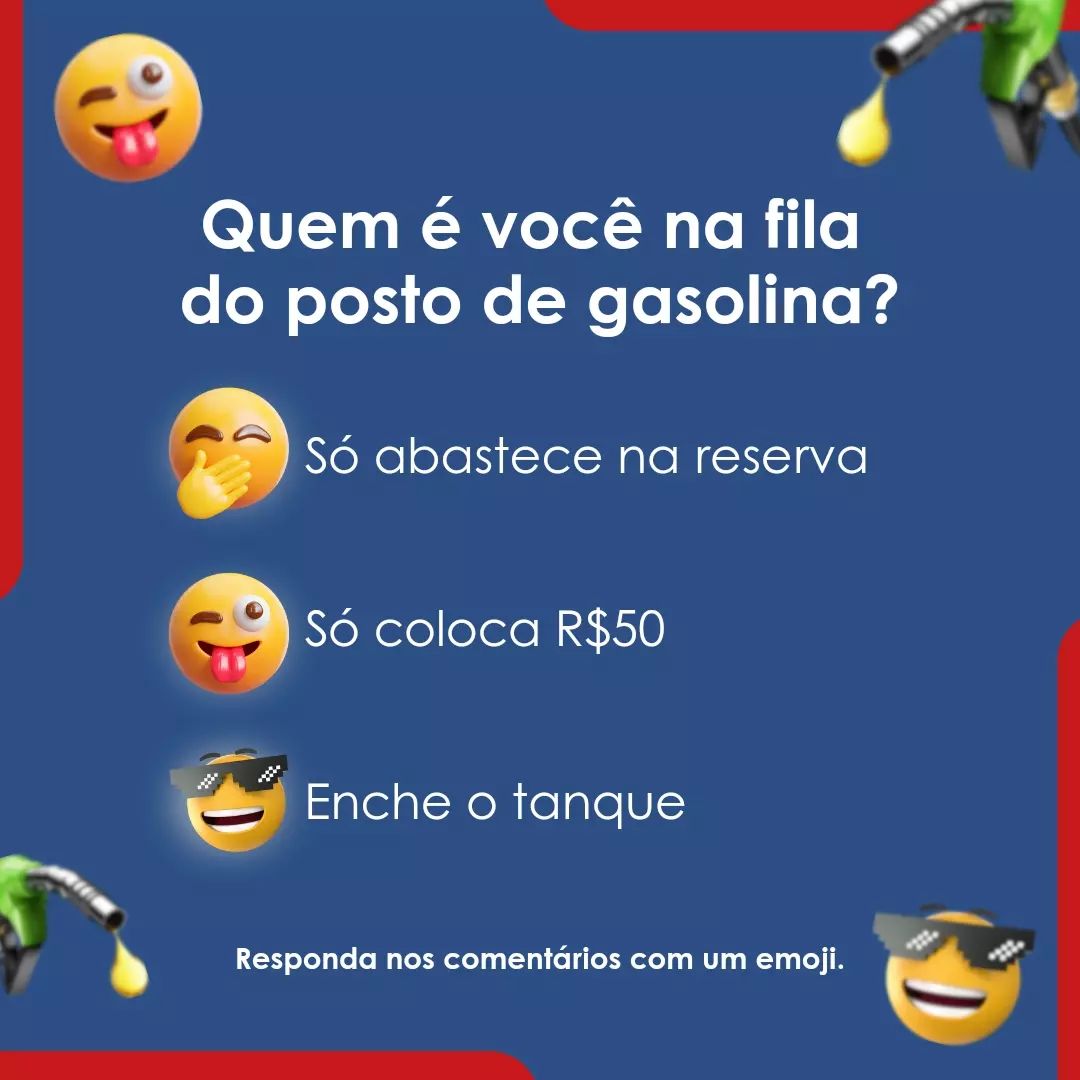 Quem é você na fila
do posto de gasolina?
Só abastece na reserva
Só coloca R$50
Enche o tanque
Responda nos comentários com um emoji.